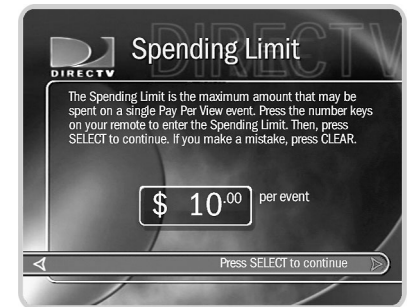 DIRECTV
Spending Limit
DIRECTV
The Spending Limit is the maximum amount that may be
spent on a single Pay Per View event. Press the number keys
on your remote to enter the Spending Limit. Then, press
SELECT to continue. If you make a mistake, press CLEAR.
$ 10.00 per event
Press SELECT to continue